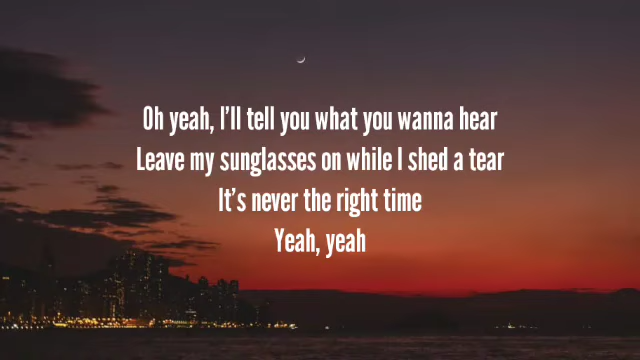 Oh yeah, I'll tell you what you wanna hear
Leave my sunglasses on while I shed a tear
It's never the right time
Yeah, yeah